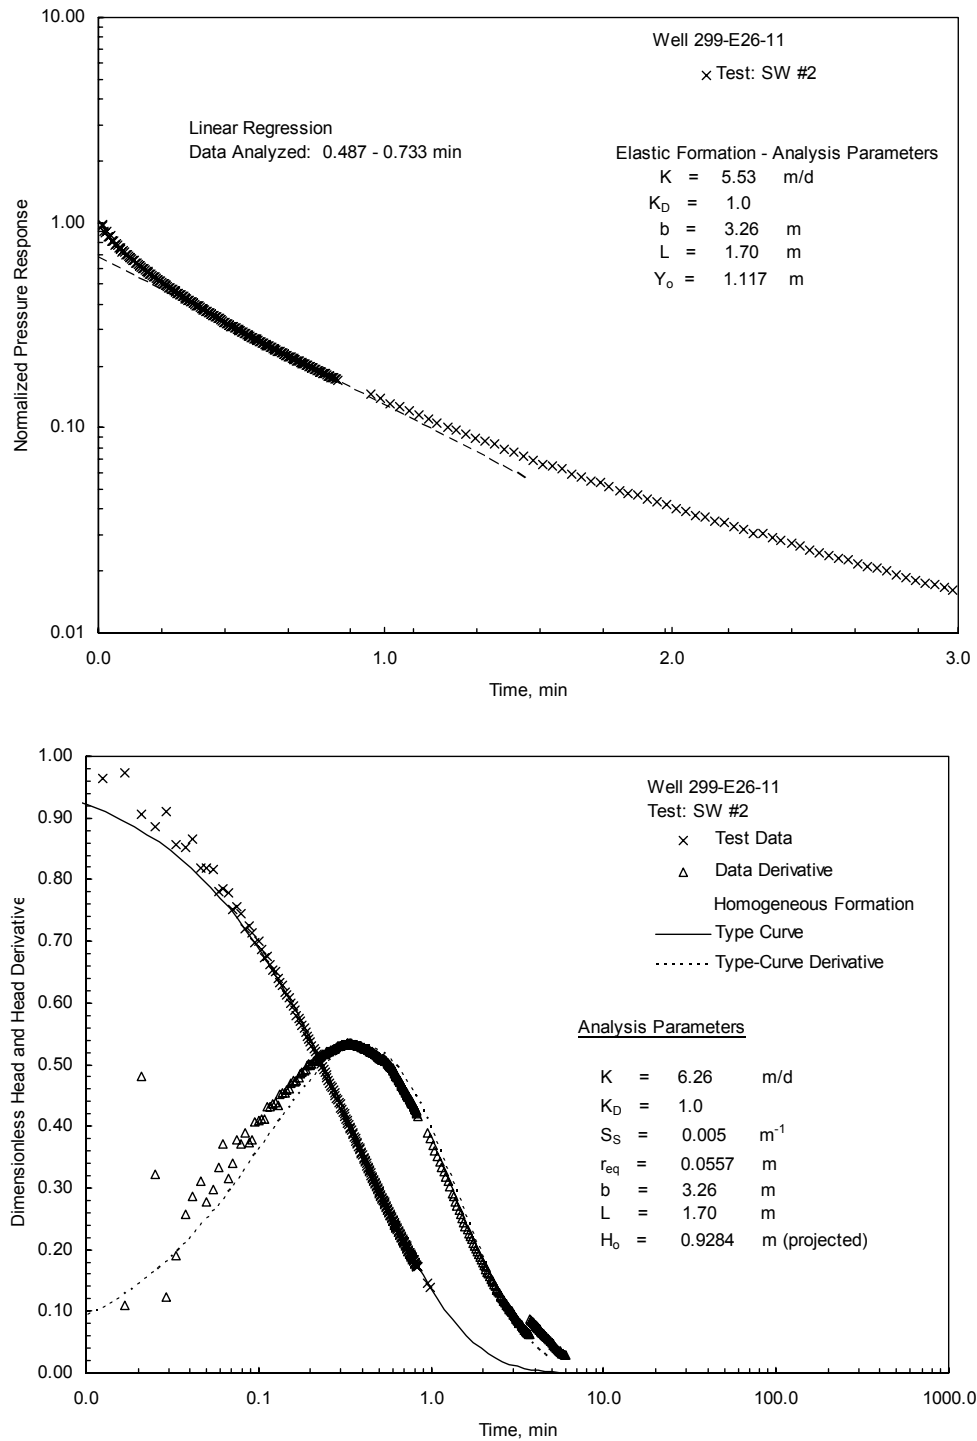 10.00
Well 299-E26-11
× Test: SW #2
Linear Regression
Data Analyzed: 0.487 - 0.733 min
Elastic Formation - Analysis Parameters
K = 5.53 m/d
K_D = 1.0
b = 3.26 m
L = 1.70 m
Y_o = 1.117 m
1.00
0.10
0.01
Normalized Pressure Response
0.0 1.0 2.0 3.0
Time, min
1.00
0.90
0.80
0.70
0.60
0.50
0.40
0.30
0.20
0.10
0.00
Dimensionless Head and Head Derivative
Well 299-E26-11
Test: SW #2
× Test Data
Δ Data Derivative
Homogeneous Formation
Type Curve
Type-Curve Derivative
Analysis Parameters
K = 6.26 m/d
K_D = 1.0
S_S = 0.005 m⁻¹
r_eq = 0.0557 m
b = 3.26 m
L = 1.70 m
H_o = 0.9284 m (projected)
0.0 0.1 1.0 10.0 100.0 1000.0
Time, min